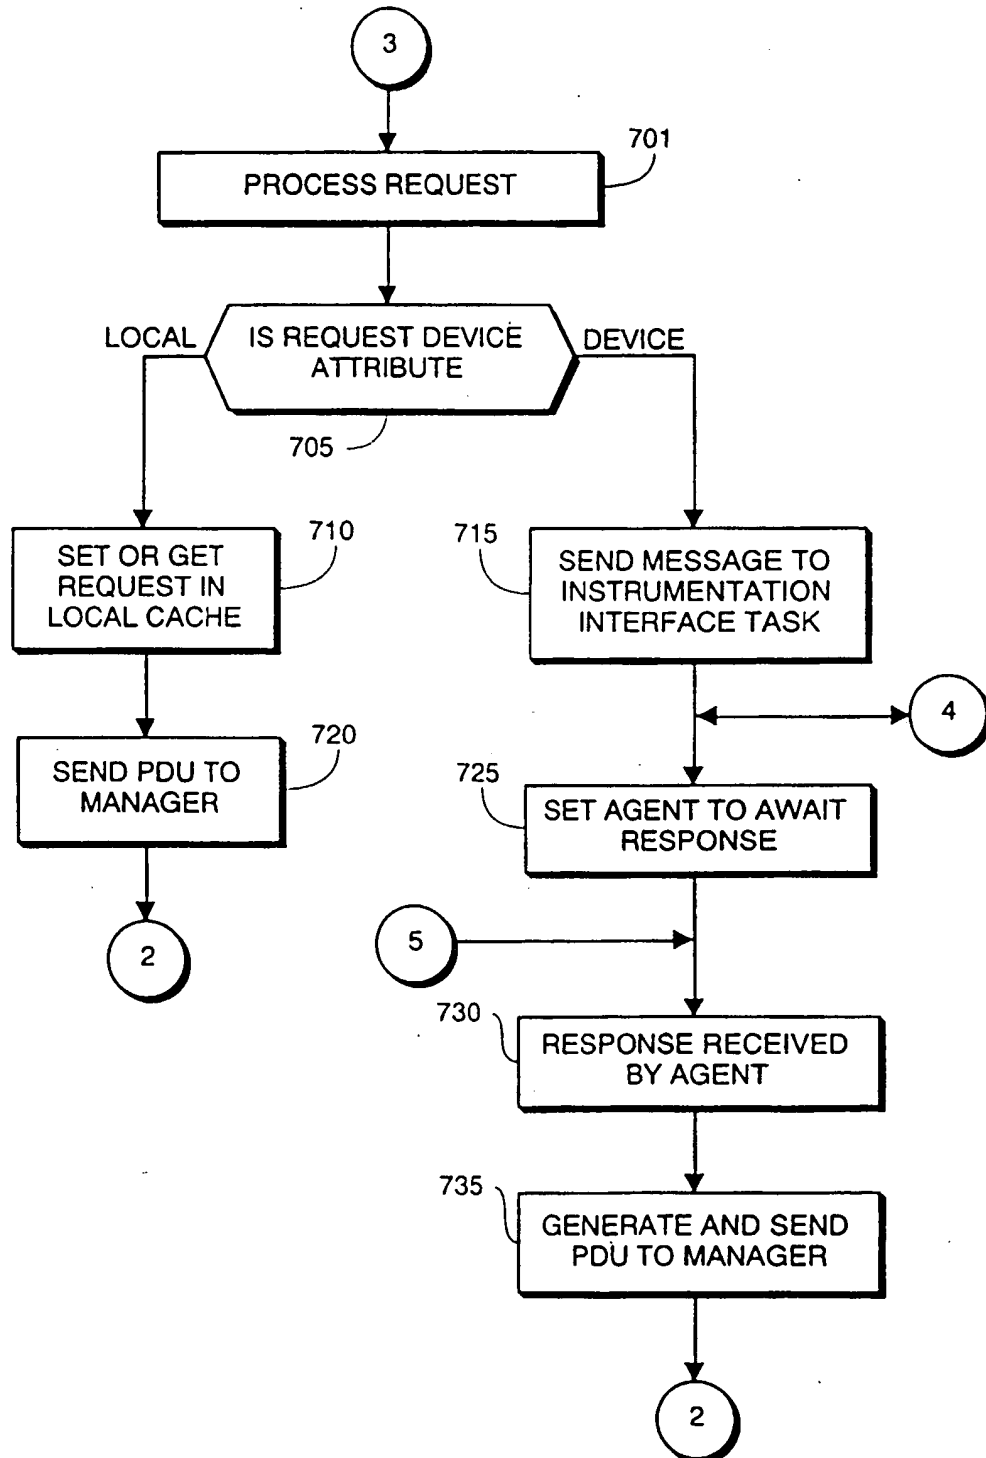 3
701
PROCESS REQUEST
LOCAL
IS REQUEST DEVICE
ATTRIBUTE
DEVICE
705
710
SET OR GET
REQUEST IN
LOCAL CACHE
715
SEND MESSAGE TO
INSTRUMENTATION
INTERFACE TASK
4
720
SEND PDU TO
MANAGER
725
SET AGENT TO AWAIT
RESPONSE
2
5
730
RESPONSE RECEIVED
BY AGENT
735
GENERATE AND SEND
PDU TO MANAGER
2